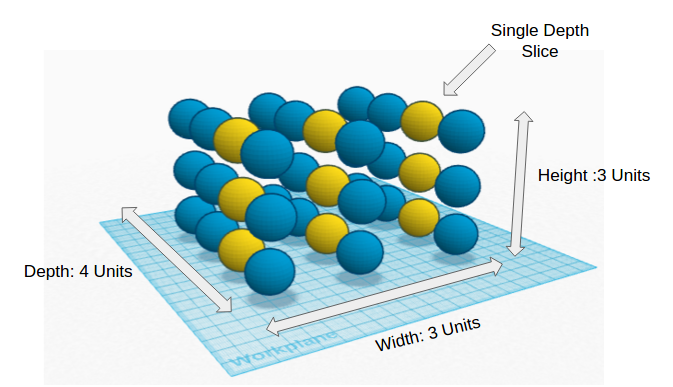 Single Depth
Slice
Height :3 Units
Depth: 4 Units
Width: 3 Units
Workplane